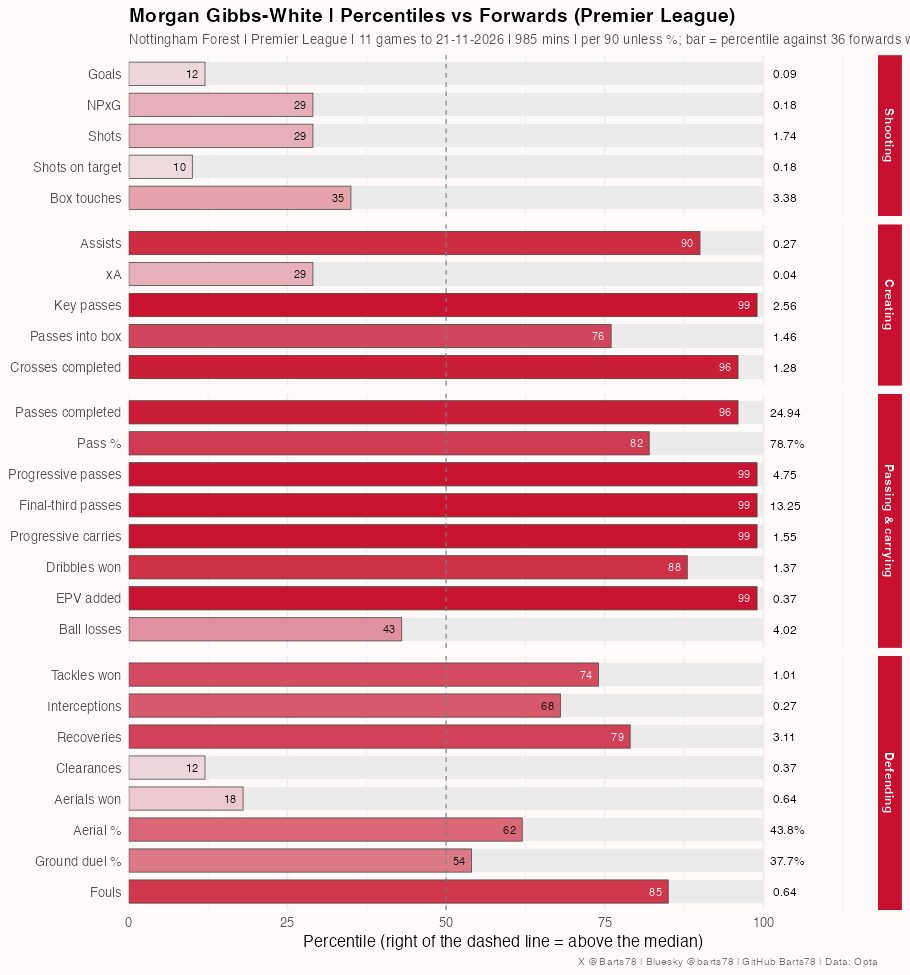 Morgan Gibbs-White | Percentiles vs Forwards (Premier League)
Nottingham Forest | Premier League | 11 games to 21-11-2026 | 985 mins | per 90 unless %; bar = percentile against 36 forwards w
Goals 12 0.09
NPxG 29 0.18
Shots 29 1.74
Shots on target 10 0.18
Box touches 35 3.38
Shooting
Assists 90 0.27
xA 29 0.04
Key passes 99 2.56
Passes into box 76 1.46
Crosses completed 96 1.28
Creating
Passes completed 96 24.94
Pass % 82 78.7%
Progressive passes 99 4.75
Final-third passes 99 13.25
Progressive carries 99 1.55
Dribbles won 88 1.37
EPV added 99 0.37
Ball losses 43 4.02
Passing & carrying
Tackles won 74 1.01
Interceptions 68 0.27
Recoveries 79 3.11
Clearances 12 0.37
Aerials won 18 0.64
Aerial % 62 43.8%
Ground duel % 54 37.7%
Fouls 85 0.64
Defending
0 25 50 75 100
Percentile (right of the dashed line = above the median)
X @Barts78 | Bluesky @barts78 | GitHub Barts78 | Data: Opta